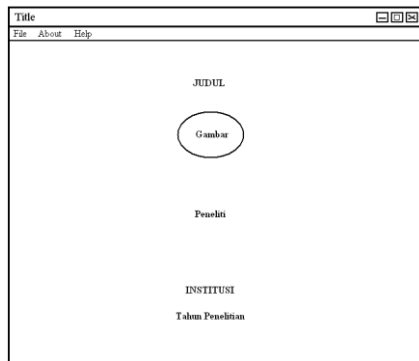 Title
File About Help
JUDUL
Gambar
Peneliti
INSTITUSI
Tahun Penelitian